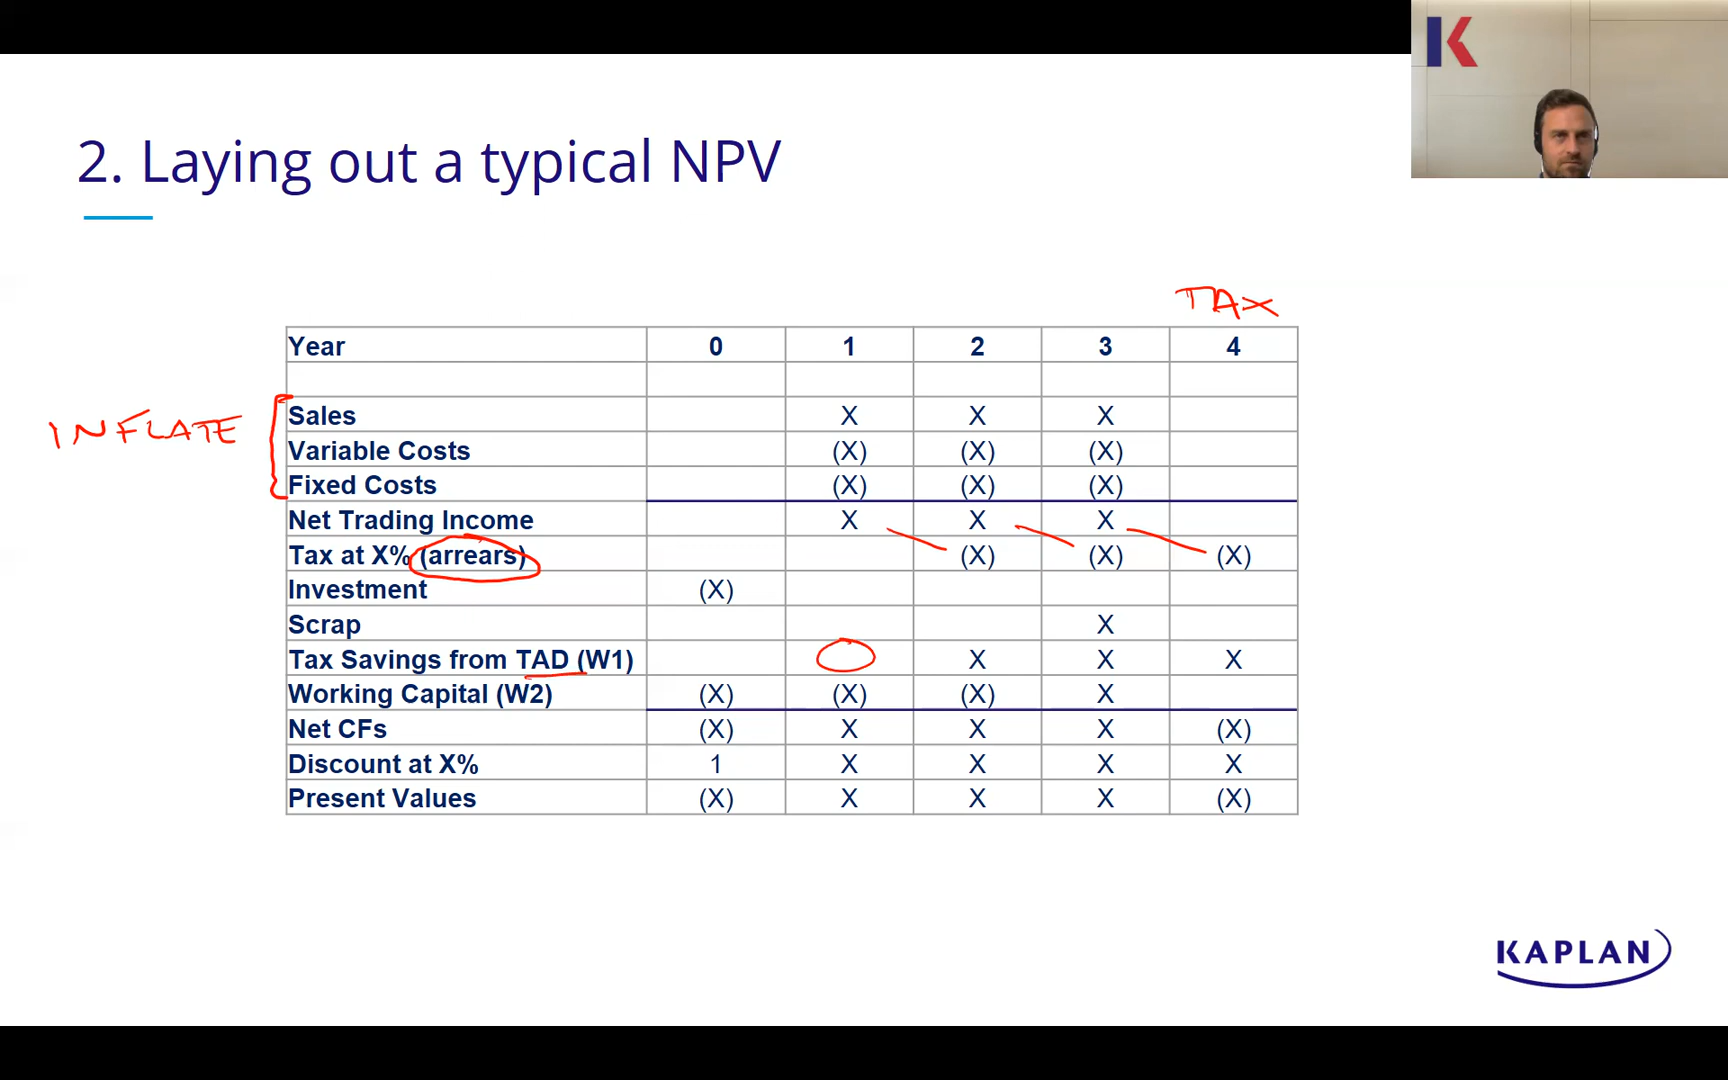 K
2. Laying out a typical NPV
TAX
Year 0 1 2 3 4
INFLATE
Sales X X X
Variable Costs (X) (X) (X)
Fixed Costs (X) (X) (X)
Net Trading Income X X X
Tax at X% (arrears) (X) (X) (X)
Investment (X)
Scrap X
Tax Savings from TAD (W1) X X X
Working Capital (W2) (X) (X) (X) X
Net CFs (X) X X X (X)
Discount at X% 1 X X X X
Present Values (X) X X X (X)
KAPLAN